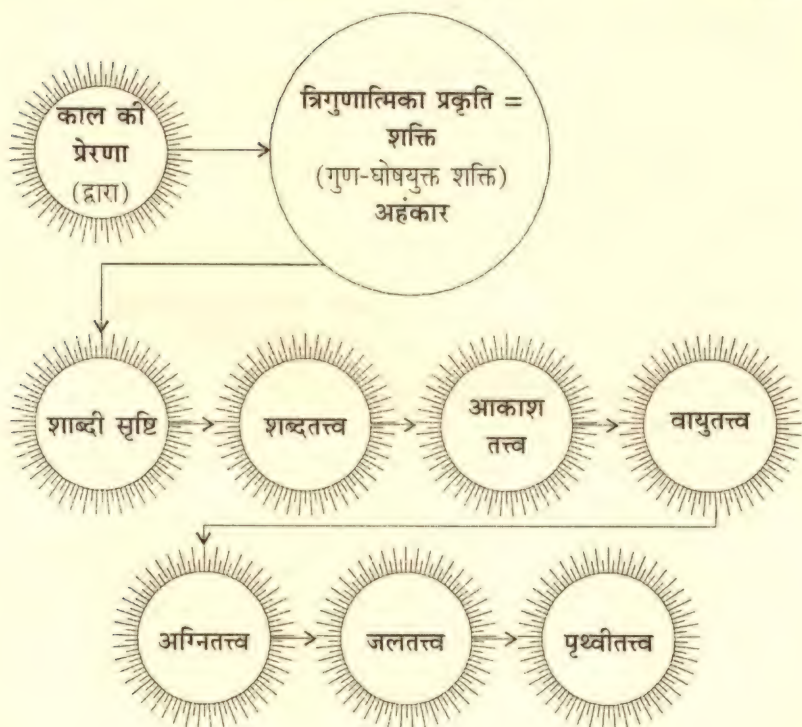 काल की
प्रेरणा
(द्वारा)
त्रिगुणात्मिका प्रकृति =
शक्ति
(गुण-घोषयुक्त शक्ति)
अहंकार
शाब्दी सृष्टि
शब्दतत्त्व
आकाश
तत्त्व
वायुतत्त्व
अग्नितत्त्व
जलतत्त्व
पृथ्वीतत्त्व